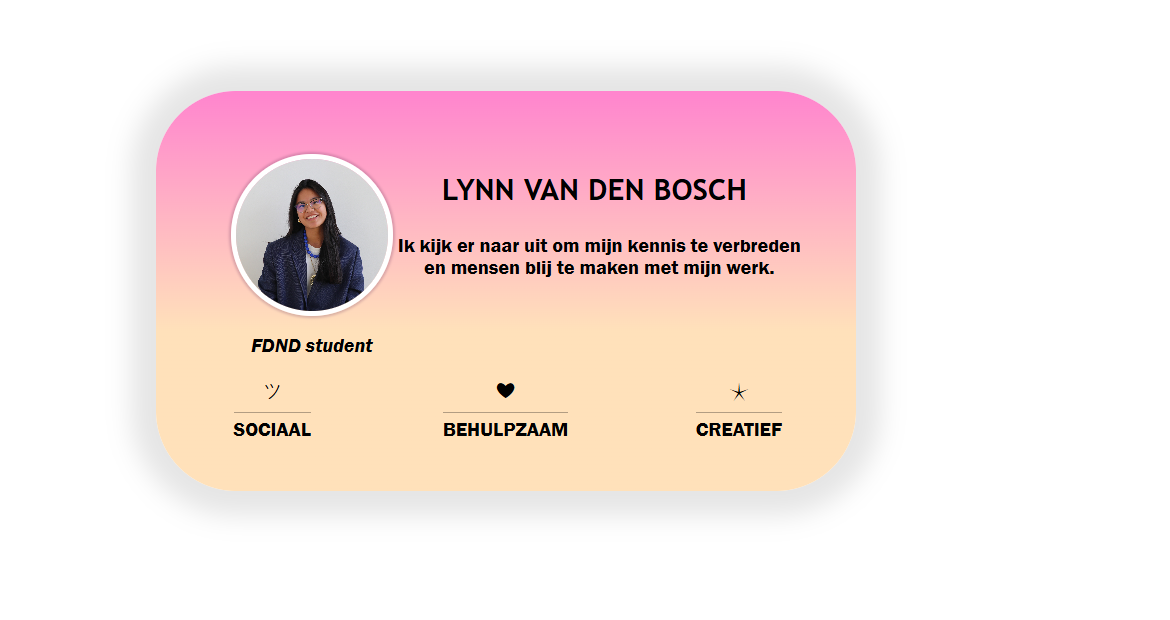 LYNN VAN DEN BOSCH
Ik kijk er naar uit om mijn kennis te verbreden
en mensen blij te maken met mijn werk.
FDND student
ツ ♥ ✶
SOCIAAL BEHULPZAAM CREATIEF